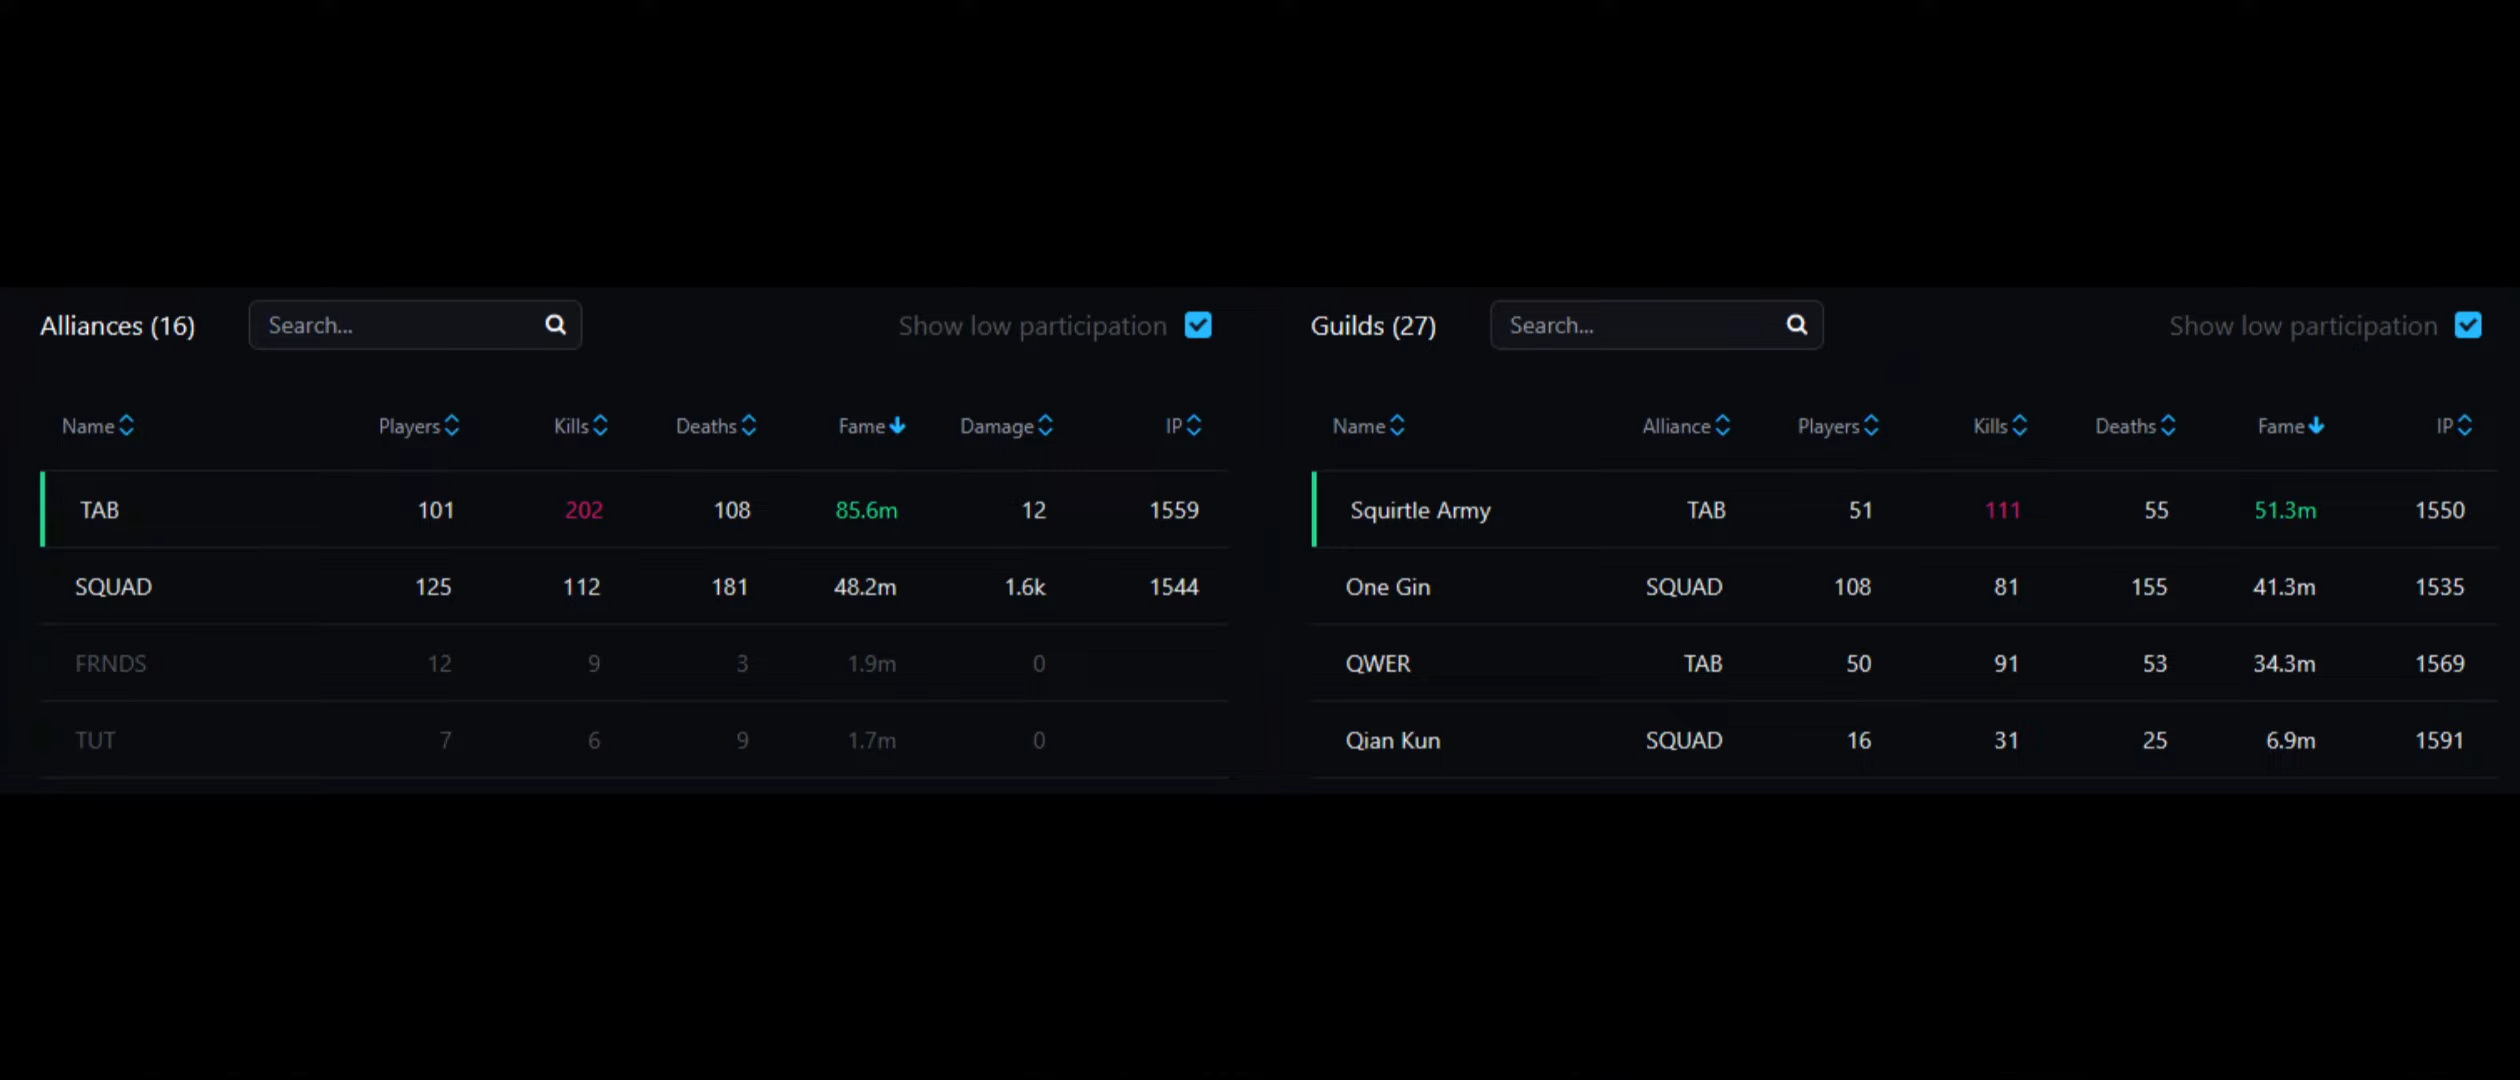 Alliances (16) Search... Show low participation
Name Players Kills Deaths Fame Damage IP
TAB 101 202 108 85.6m 12 1559
SQUAD 125 112 181 48.2m 1.6k 1544
FRNDS 12 9 3 1.9m 0
TUT 7 6 9 1.7m 0
Guilds (27) Search... Show low participation
Name Alliance Players Kills Deaths Fame IP
Squirtle Army TAB 51 111 55 51.3m 1550
One Gin SQUAD 108 81 155 41.3m 1535
QWER TAB 50 91 53 34.3m 1569
Qian Kun SQUAD 16 31 25 6.9m 1591